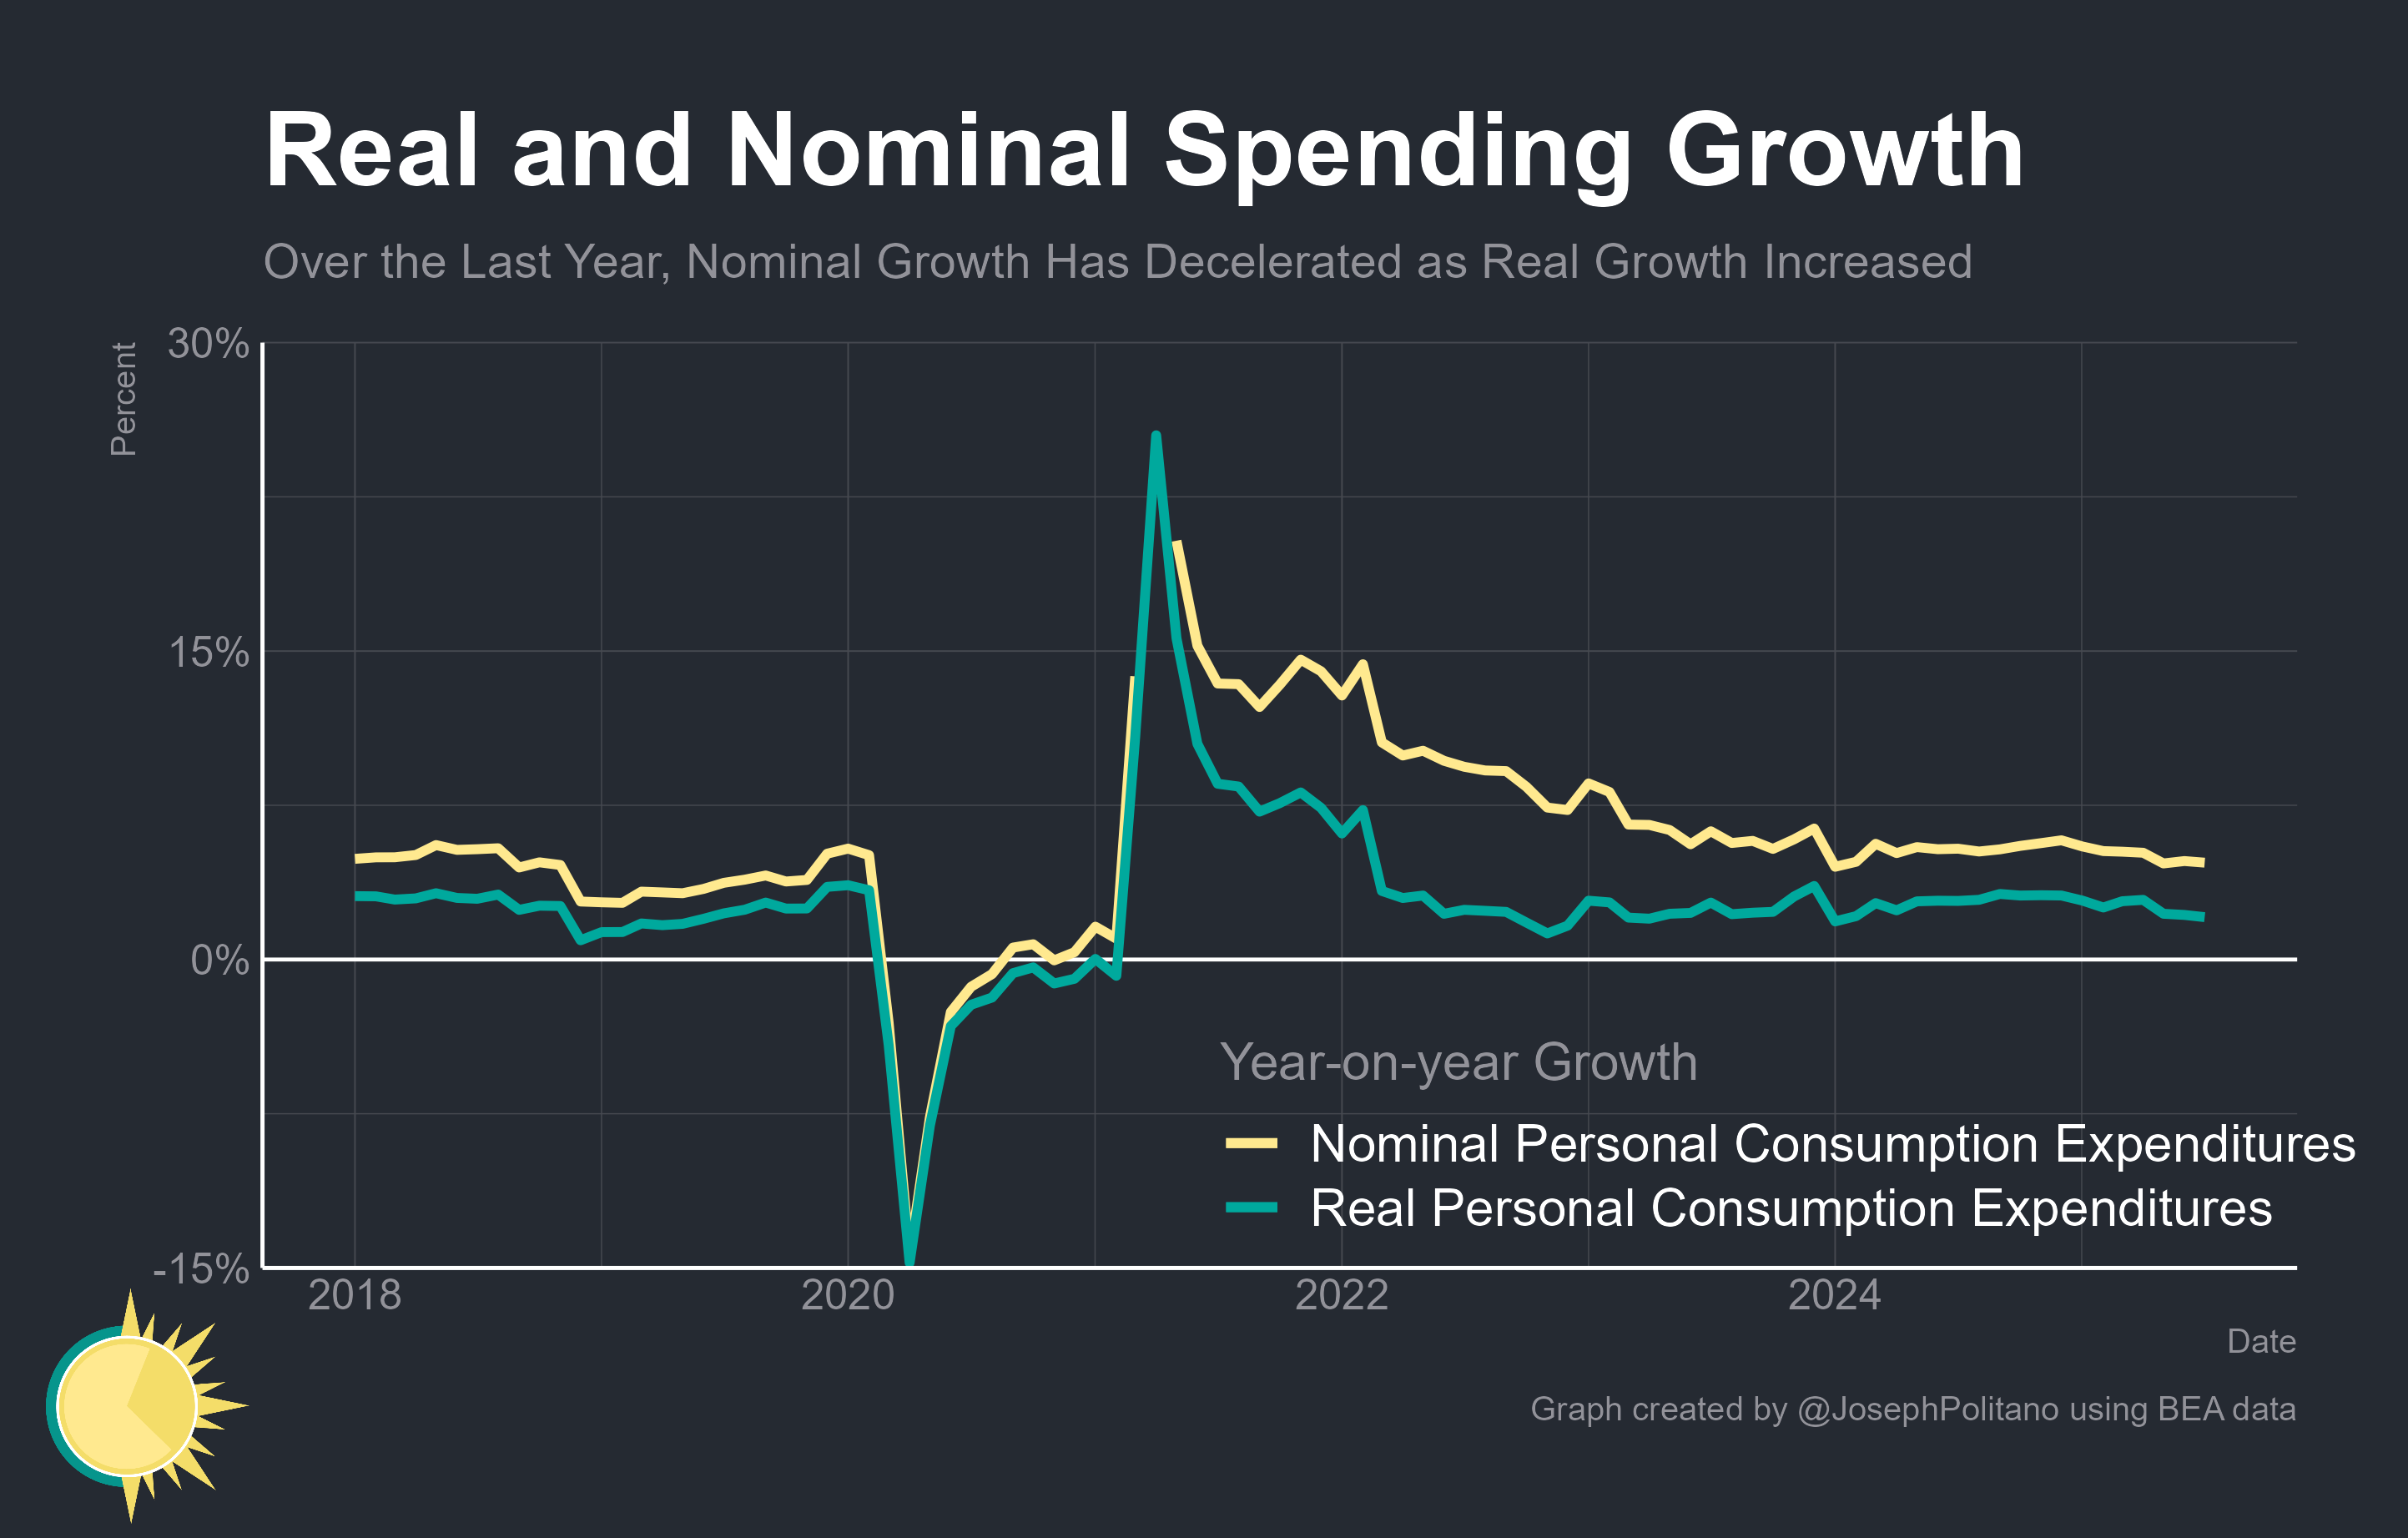 Real and Nominal Spending Growth
Over the Last Year, Nominal Growth Has Decelerated as Real Growth Increased
Percent
30%
15%
0%
-15%
Year-on-year Growth
Nominal Personal Consumption Expenditures
Real Personal Consumption Expenditures
2018
2020
2022
2024
Date
Graph created by @JosephPolitano using BEA data